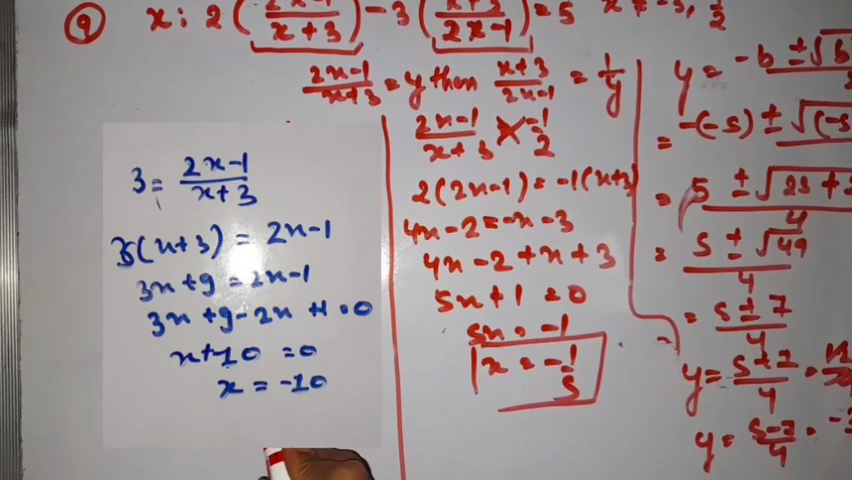 9 x: 2(2x-1/x+3) - 3(x+3/2x-1) = 5 x ≠ -3, 1/2
2x-1/x+3 = y then x+3/2x-1 = 1/y
3 = 2x-1/x+3
3(x+3) = 2x-1
3x+9 = 2x-1
3x+9-2x+1=0
x+10 = 0
x = -10
2x-1/x+3 = -1/2
2(2x-1) = -1(x+3)
4x-2 = -x-3
4x-2+x+3
5x+1 = 0
5x = -1
x = -1/5
y = -b ±√b
= -(-5) ± √(-5
= 5 ±√25+
= 5 ± √49/4
= 5 ± 7/4
y = 5+7/4 =
y = 5-7/4 =